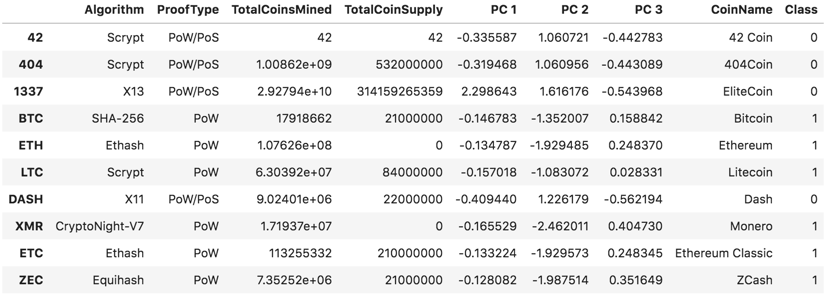 Algorithm ProofType TotalCoinsMined TotalCoinSupply PC 1 PC 2 PC 3 CoinName Class
42 Scrypt PoW/PoS 42 42 -0.335587 1.060721 -0.442783 42 Coin 0
404 Scrypt PoW/PoS 1.00862e+09 532000000 -0.319468 1.060956 -0.443089 404Coin 0
1337 X13 PoW/PoS 2.92794e+10 314159265359 2.298643 1.616176 -0.543968 EliteCoin 0
BTC SHA-256 PoW 17918662 21000000 -0.146783 -1.352007 0.158842 Bitcoin 1
ETH Ethash PoW 1.07626e+08 0 -0.134787 -1.929485 0.248370 Ethereum 1
LTC Scrypt PoW 6.30392e+07 84000000 -0.157018 -1.083072 0.028331 Litecoin 1
DASH X11 PoW/PoS 9.02401e+06 22000000 -0.409440 1.226179 -0.562194 Dash 0
XMR CryptoNight-V7 PoW 1.71937e+07 0 -0.165529 -2.462011 0.404730 Monero 1
ETC Ethash PoW 113255332 210000000 -0.133224 -1.929573 0.248345 Ethereum Classic 1
ZEC Equihash PoW 7.35252e+06 21000000 -0.128082 -1.987514 0.351649 ZCash 1